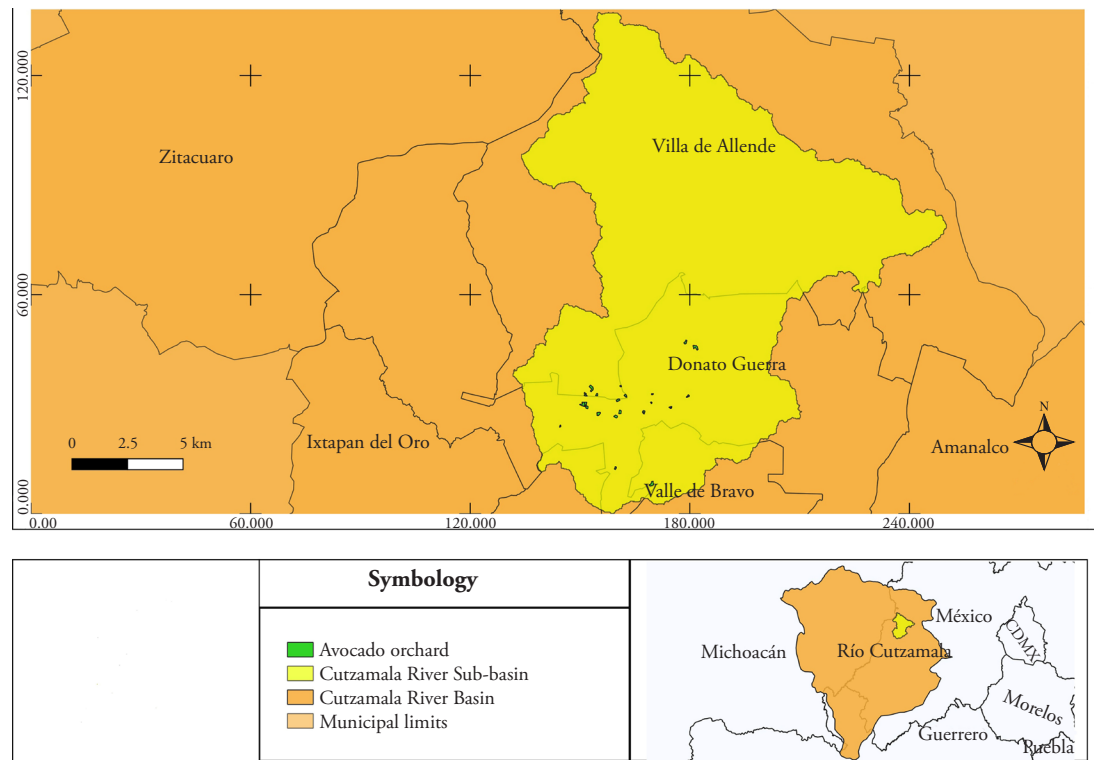 120.000
Zitacuaro
Villa de Allende
60.000
Donato Guerra
0 2.5 5 km
Ixtapan del Oro
Amanalco
N
Valle de Bravo
0.000
0.00 60.000 120.000 180.000 240.000
Symbology
Avocado orchard
Cutzamala River Sub-basin
Cutzamala River Basin
Municipal limits
México
CDMX
Michoacán
Río Cutzamala
Morelos
Guerrero
Puebla